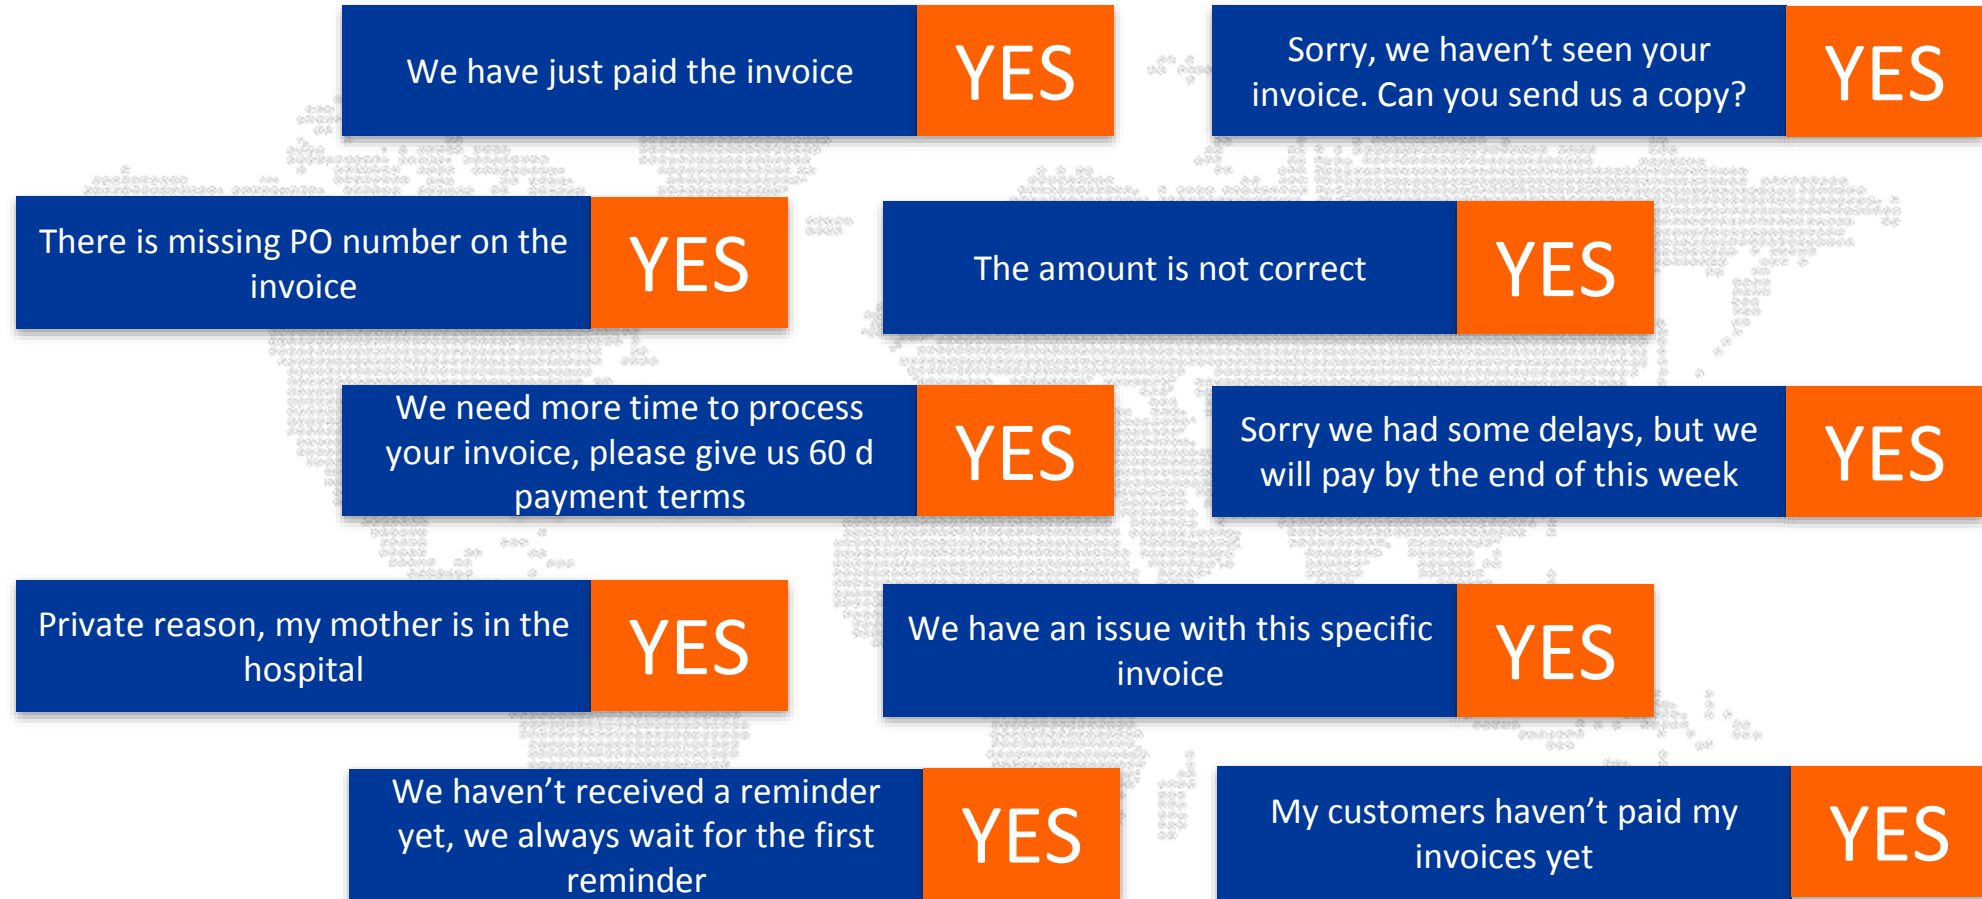 We have just paid the invoice
YES
Sorry, we haven’t seen your
invoice. Can you send us a copy?
YES
There is missing PO number on the
invoice
YES
The amount is not correct
YES
We need more time to process
your invoice, please give us 60 d
payment terms
YES
Sorry we had some delays, but we
will pay by the end of this week
YES
Private reason, my mother is in the
hospital
YES
We have an issue with this specific
invoice
YES
We haven’t received a reminder
yet, we always wait for the first
reminder
YES
My customers haven’t paid my
invoices yet
YES